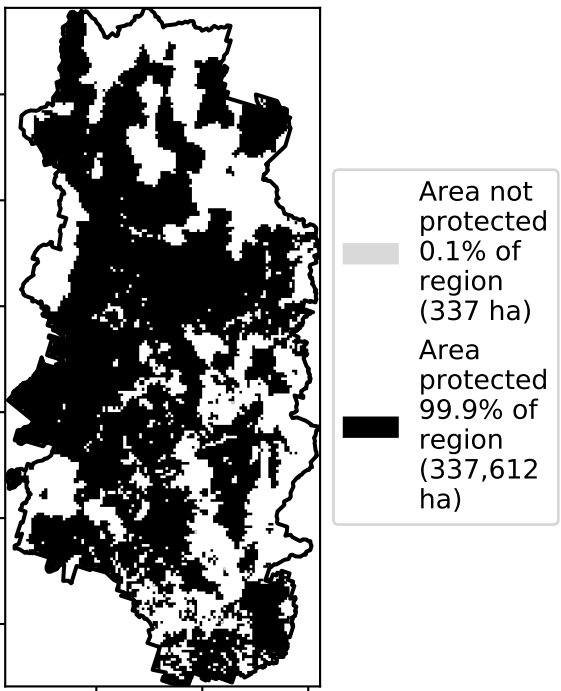 Area not
protected
0.1% of
region
(337 ha)
Area
protected
99.9% of
region
(337,612
ha)